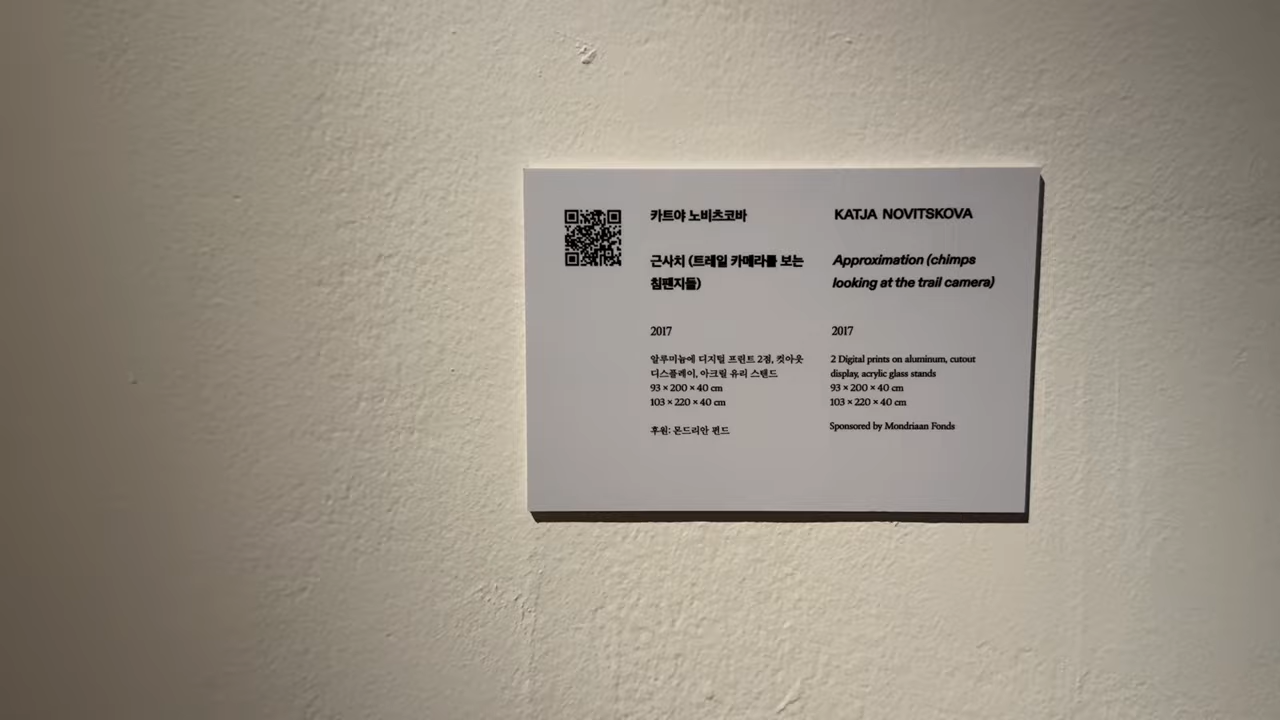 카트야 노비츠코바
근사치 (트레일 카메라를 보는
침팬지들)
2017
알루미늄에 디지털 프린트 2점, 컷아웃
디스플레이, 아크릴 유리 스탠드
93 × 200 × 40 cm
103 × 220 × 40 cm
후원: 몬드리안 펀드
KATJA NOVITSKOVA
Approximation (chimps
looking at the trail camera)
2017
2 Digital prints on aluminum, cutout
display, acrylic glass stands
93 × 200 × 40 cm
103 × 220 × 40 cm
Sponsored by Mondriaan Fonds